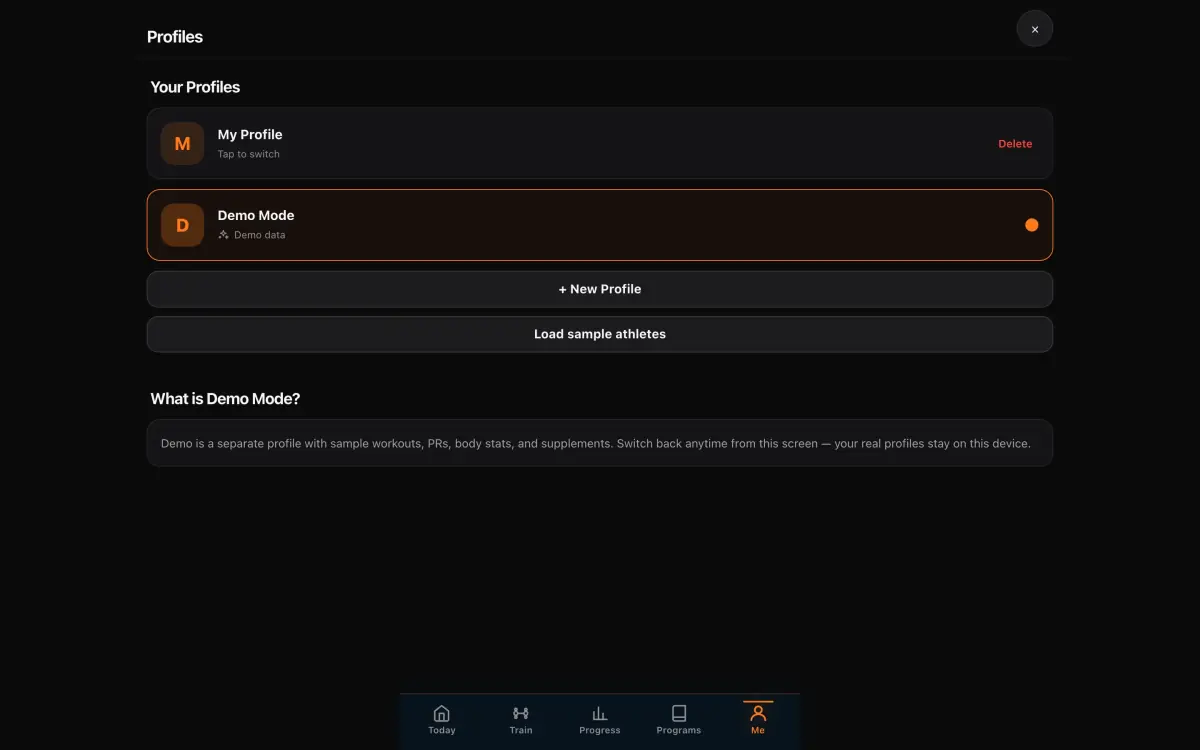 Profiles
×
Your Profiles
M
My Profile
Tap to switch
Delete
D
Demo Mode
Demo data
+ New Profile
Load sample athletes
What is Demo Mode?
Demo is a separate profile with sample workouts, PRs, body stats, and supplements. Switch back anytime from this screen — your real profiles stay on this device.
Today
Train
Progress
Programs
Me